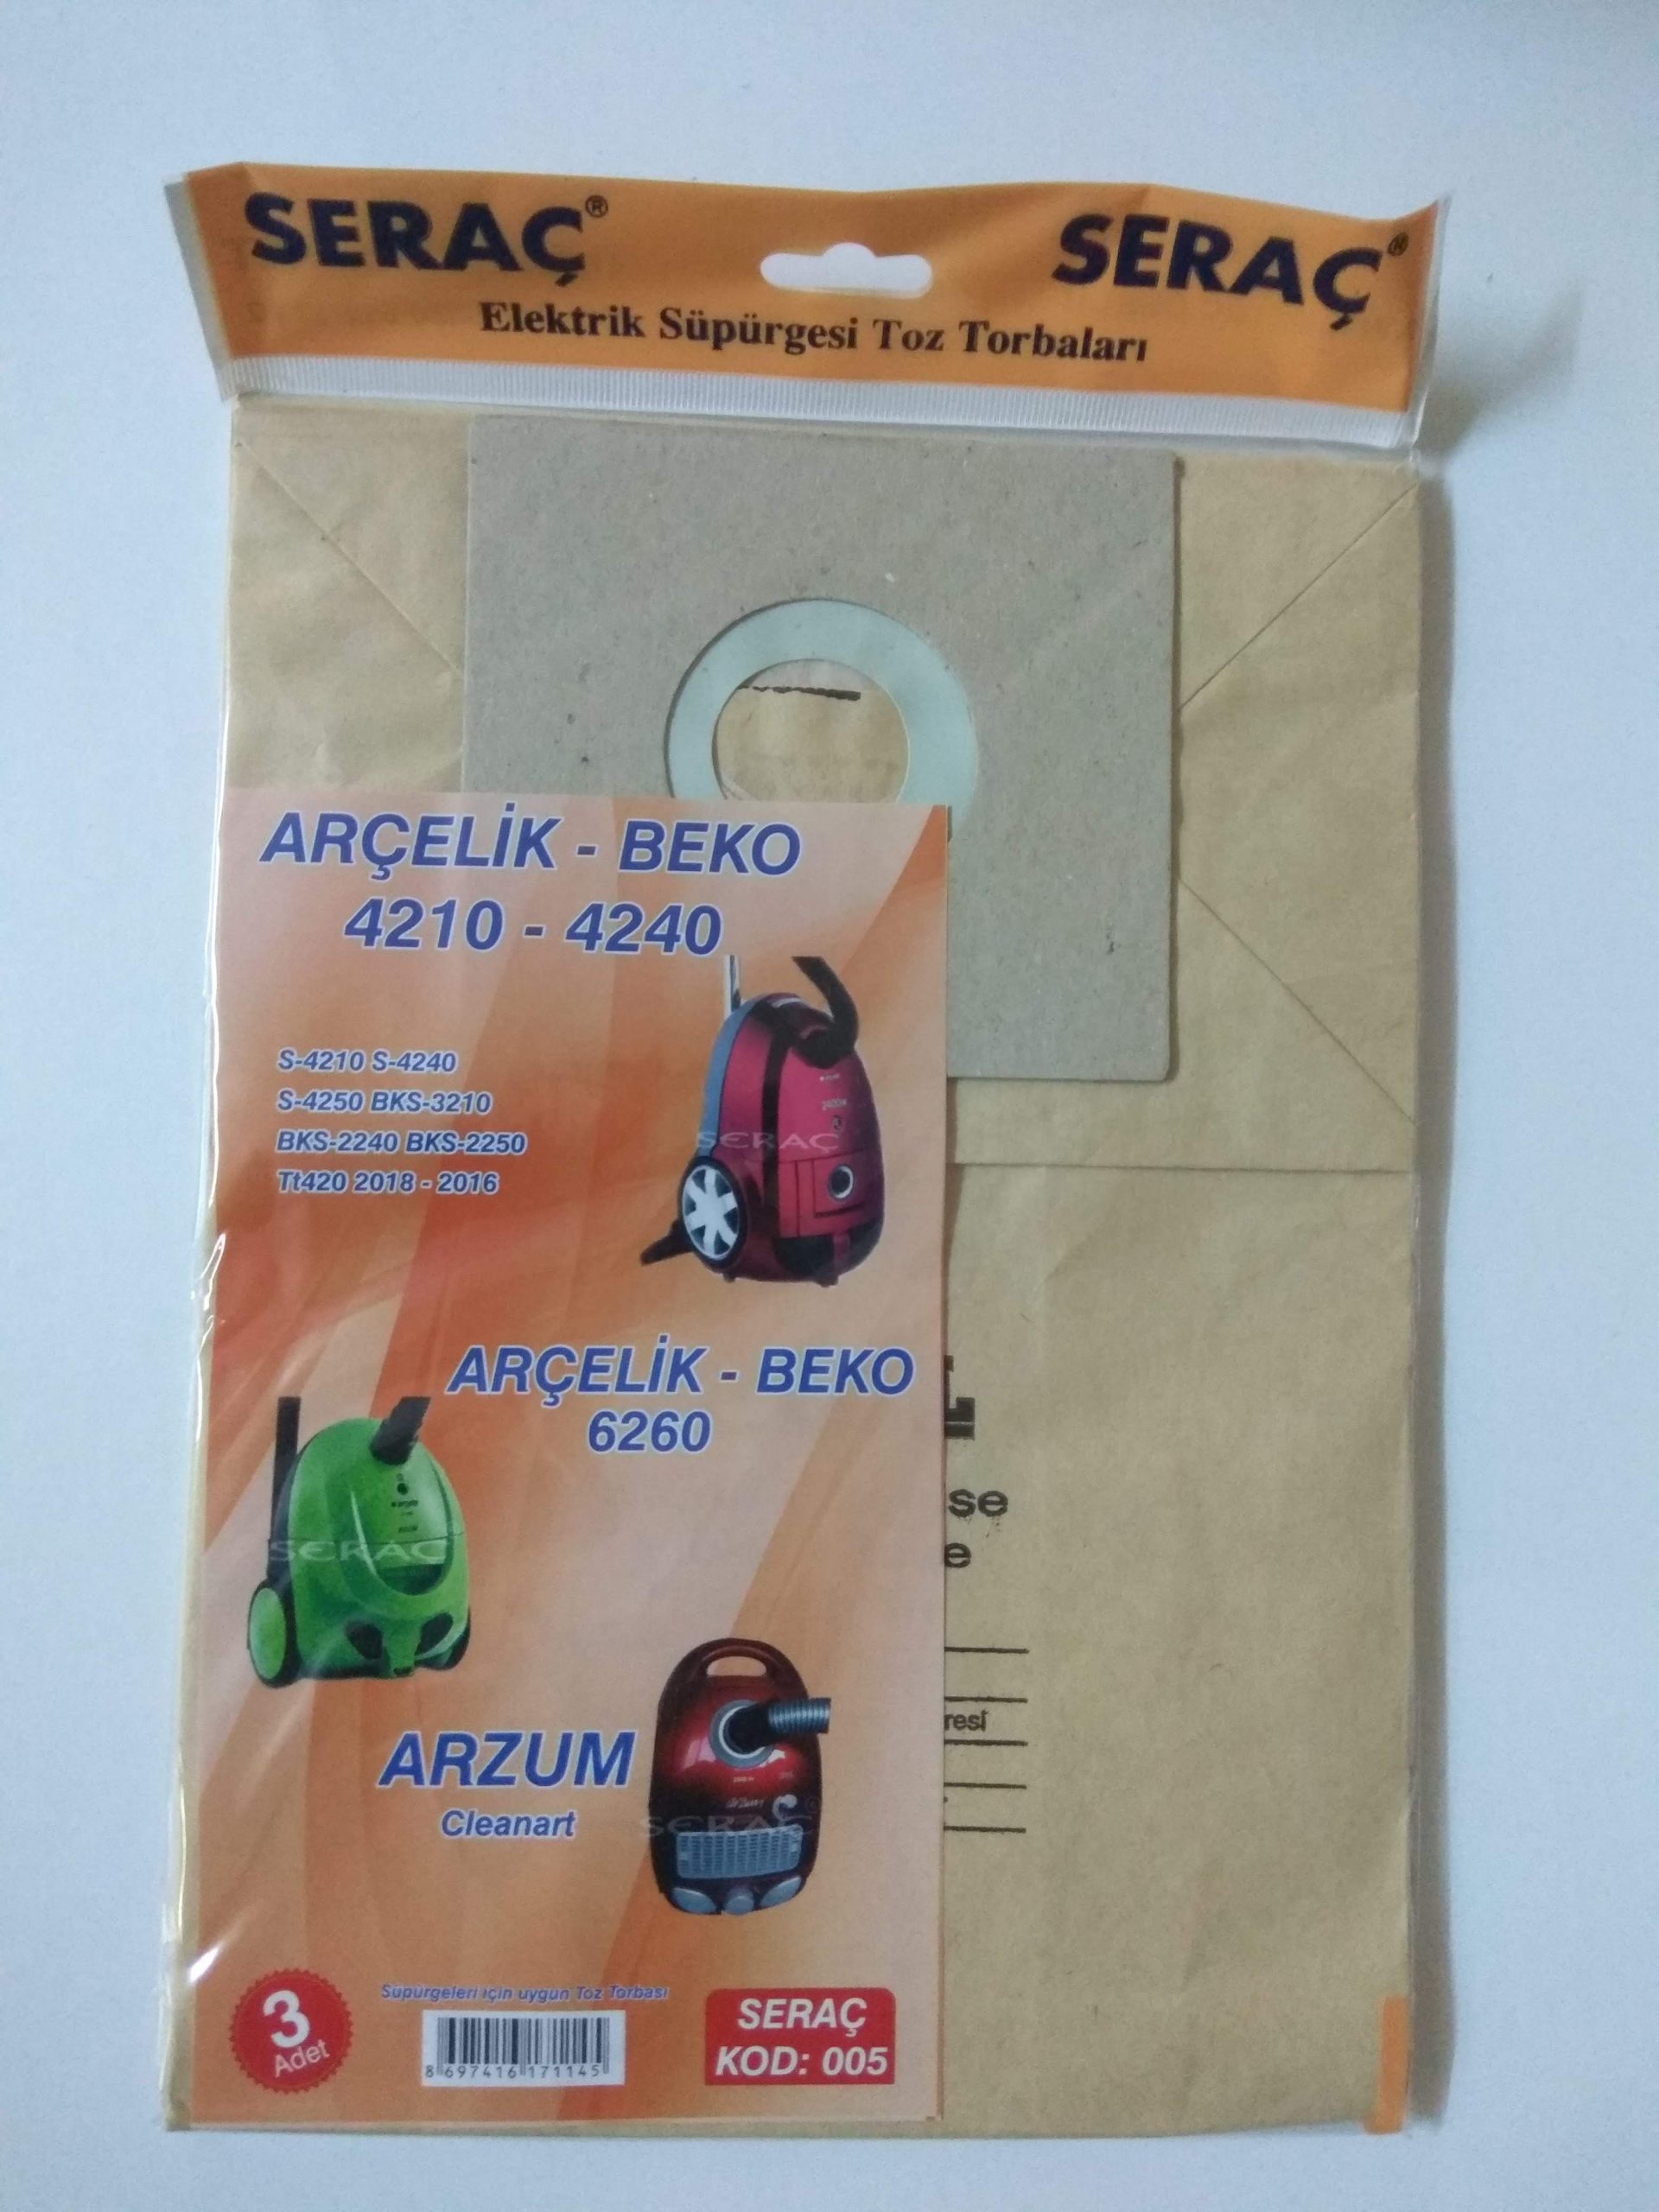 SERAÇ® SERAÇ®
Elektrik Süpürgesi Toz Torbaları
ARÇELİK - BEKO
4210 - 4240
S-4210 S-4240
S-4250 BKS-3210
BKS-2240 BKS-2250
Tt420 2018 - 2016
SERAÇ
ARÇELİK - BEKO
6260
SERAÇ
se
e
resi
ARZUM
Cleanart
SERAÇ
3
Adet
Süpürgeleri için uygun Toz Torbası
8 697416 171145
SERAÇ
KOD: 005